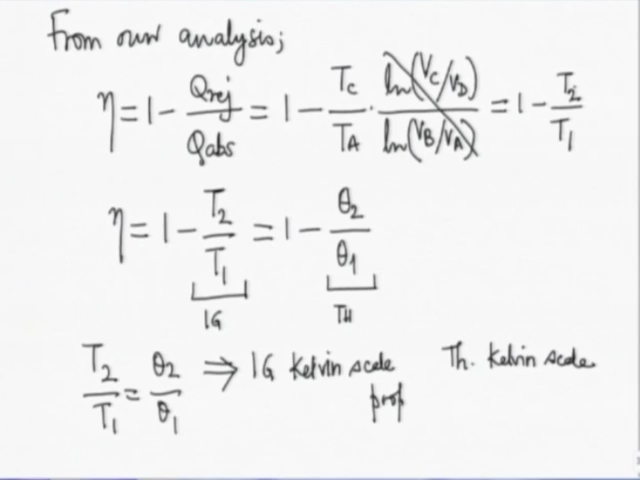 From our analysis;
η = 1 - Qrej/Qabs = 1 - TC/TA · ln(VC/VD)/ln(VB/VA) = 1 - T2/T1
η = 1 - T2/T1 = 1 - θ2/θ1
IG TH
T2/T1 = θ2/θ1 ⇒ IG Kelvin scale Th. Kelvin scale
prop